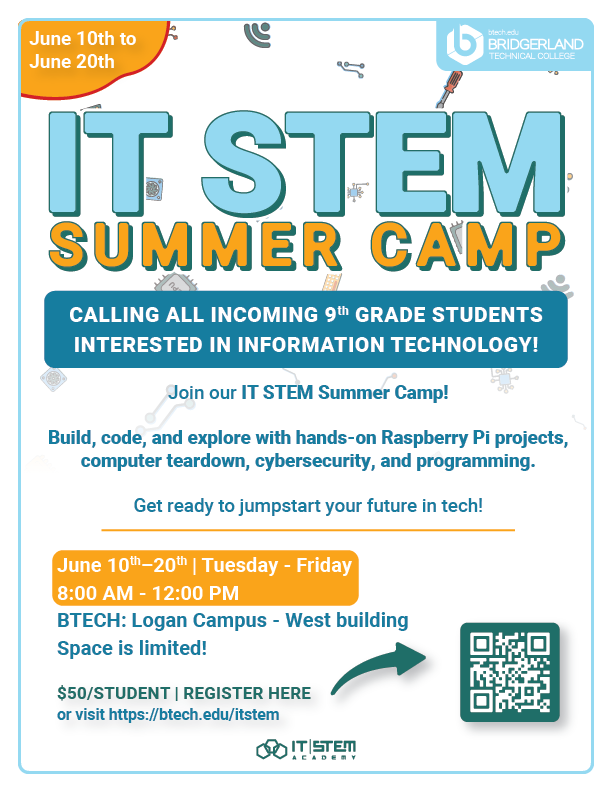 June 10th to
June 20th
btech.edu
BRIDGERLAND
TECHNICAL COLLEGE
IT STEM
SUMMER CAMP
CALLING ALL INCOMING 9th GRADE STUDENTS
INTERESTED IN INFORMATION TECHNOLOGY!
Join our IT STEM Summer Camp!
Build, code, and explore with hands-on Raspberry Pi projects,
computer teardown, cybersecurity, and programming.
Get ready to jumpstart your future in tech!
June 10th–20th | Tuesday - Friday
8:00 AM - 12:00 PM
BTECH: Logan Campus - West building
Space is limited!
$50/STUDENT | REGISTER HERE
or visit https://btech.edu/itstem
IT|STEM
ACADEMY